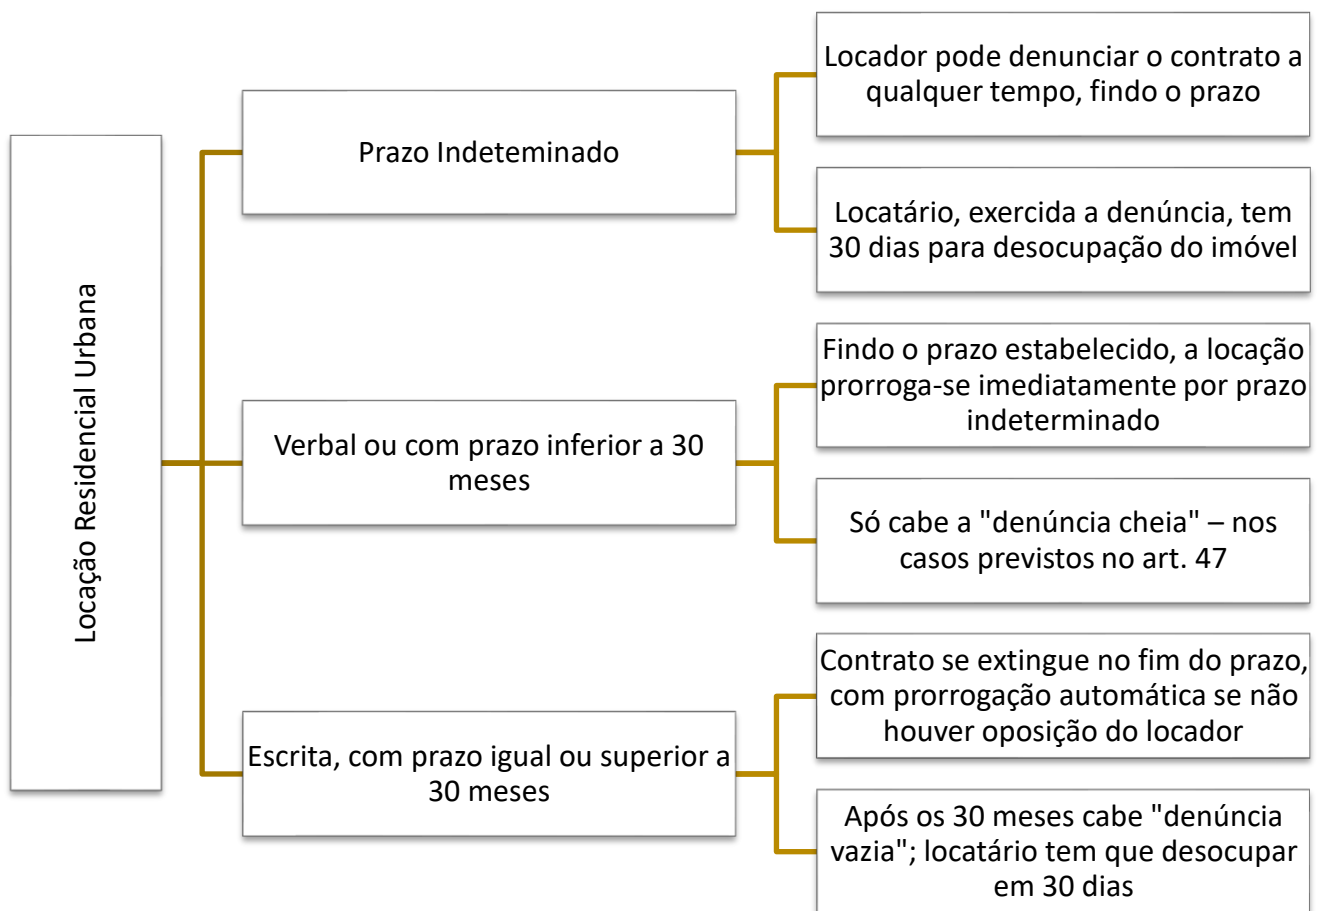 Locação Residencial Urbana
Prazo Indeteminado
Locador pode denunciar o contrato a
qualquer tempo, findo o prazo
Locatário, exercida a denúncia, tem
30 dias para desocupação do imóvel
Verbal ou com prazo inferior a 30
meses
Findo o prazo estabelecido, a locação
prorroga-se imediatamente por prazo
indeterminado
Só cabe a "denúncia cheia" – nos
casos previstos no art. 47
Escrita, com prazo igual ou superior a
30 meses
Contrato se extingue no fim do prazo,
com prorrogação automática se não
houver oposição do locador
Após os 30 meses cabe "denúncia
vazia"; locatário tem que desocupar
em 30 dias